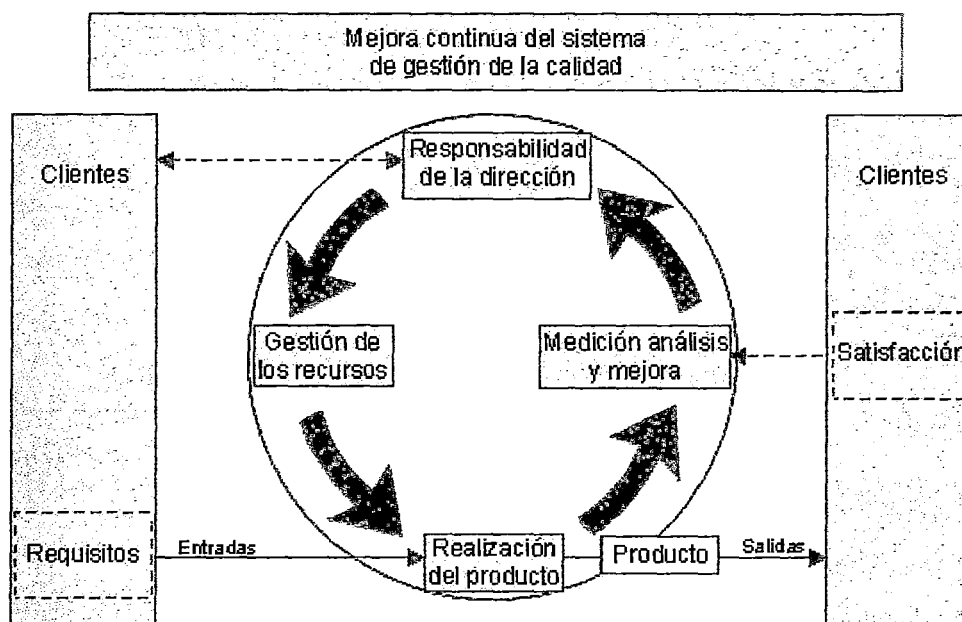 Mejora continua del sistema
de gestión de la calidad
Clientes
Responsabilidad
de la dirección
Clientes
Gestión de
los recursos
Medición análisis
y mejora
Satisfacción
Requisitos
Entradas
Realización
del producto
Producto
Salidas